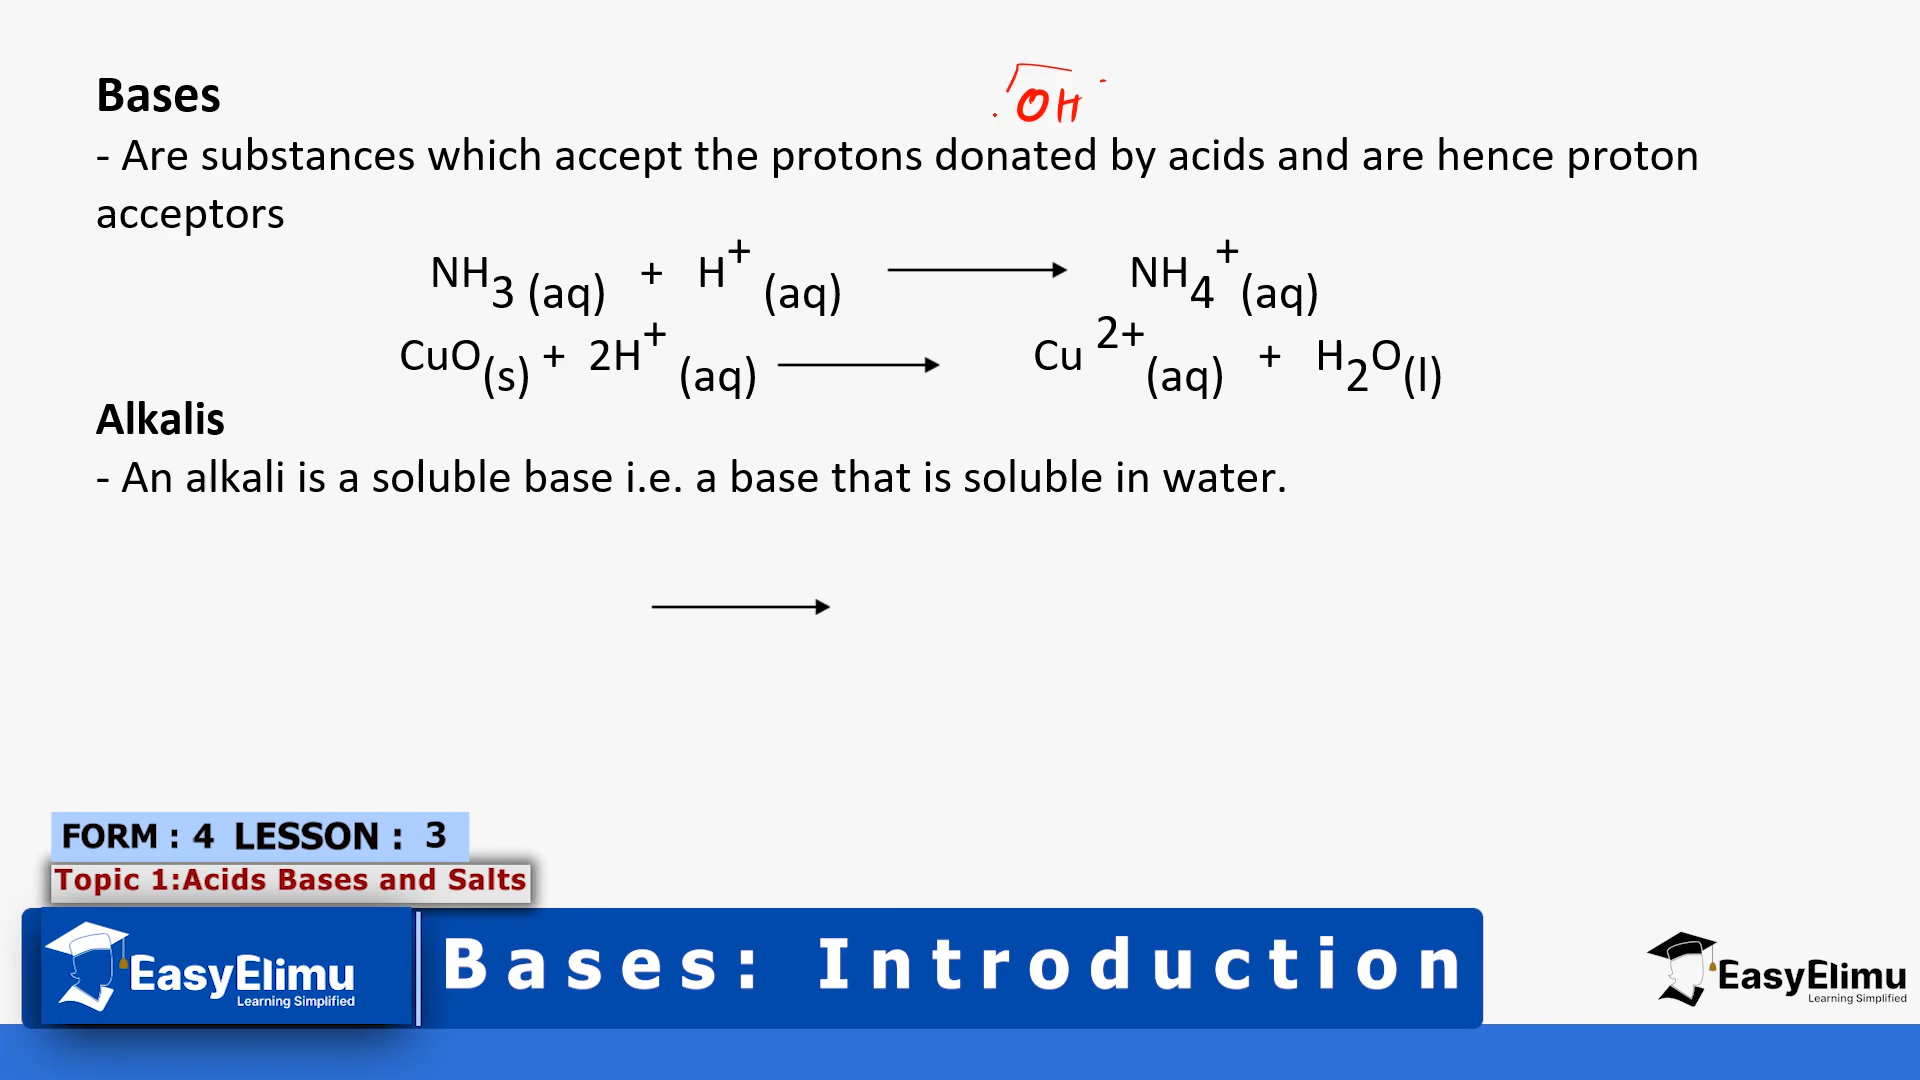 OH
Bases
- Are substances which accept the protons donated by acids and are hence proton
acceptors
NH3 (aq) + H+ (aq) → NH4+(aq)
CuO(s) + 2H+ (aq) → Cu 2+(aq) + H2O(l)
Alkalis
- An alkali is a soluble base i.e. a base that is soluble in water.
→
FORM : 4 LESSON : 3
Topic 1:Acids Bases and Salts
EasyElimu
Learning Simplified
Bases: Introduction
EasyElimu
Learning Simplified